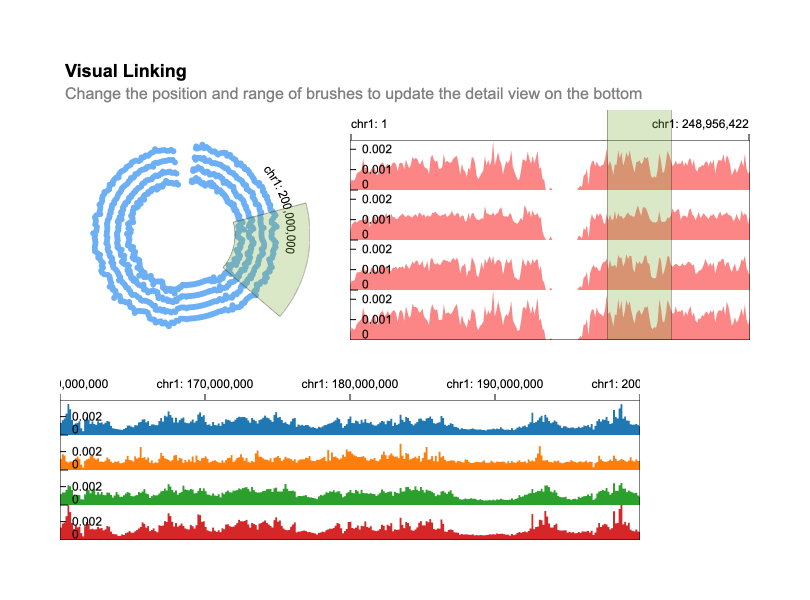 Visual Linking
Change the position and range of brushes to update the detail view on the bottom
chr1: 200,000,000
chr1: 1
chr1: 248,956,422
0.002
0.001
0
0.002
0.001
0
0.002
0.001
0
0.002
0.001
0
0,000,000
chr1: 170,000,000
chr1: 180,000,000
chr1: 190,000,000
chr1: 200
0.002
0
0.002
0
0.002
0
0.002
0